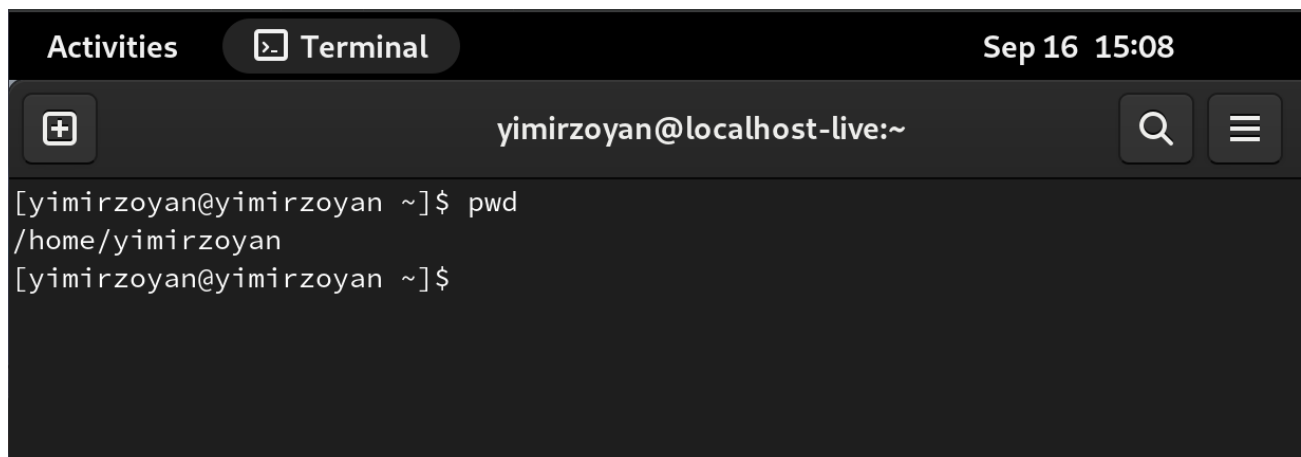 Activities Terminal Sep 16 15:08
yimirzoyan@localhost-live:~
[yimirzoyan@yimirzoyan ~]$ pwd
/home/yimirzoyan
[yimirzoyan@yimirzoyan ~]$